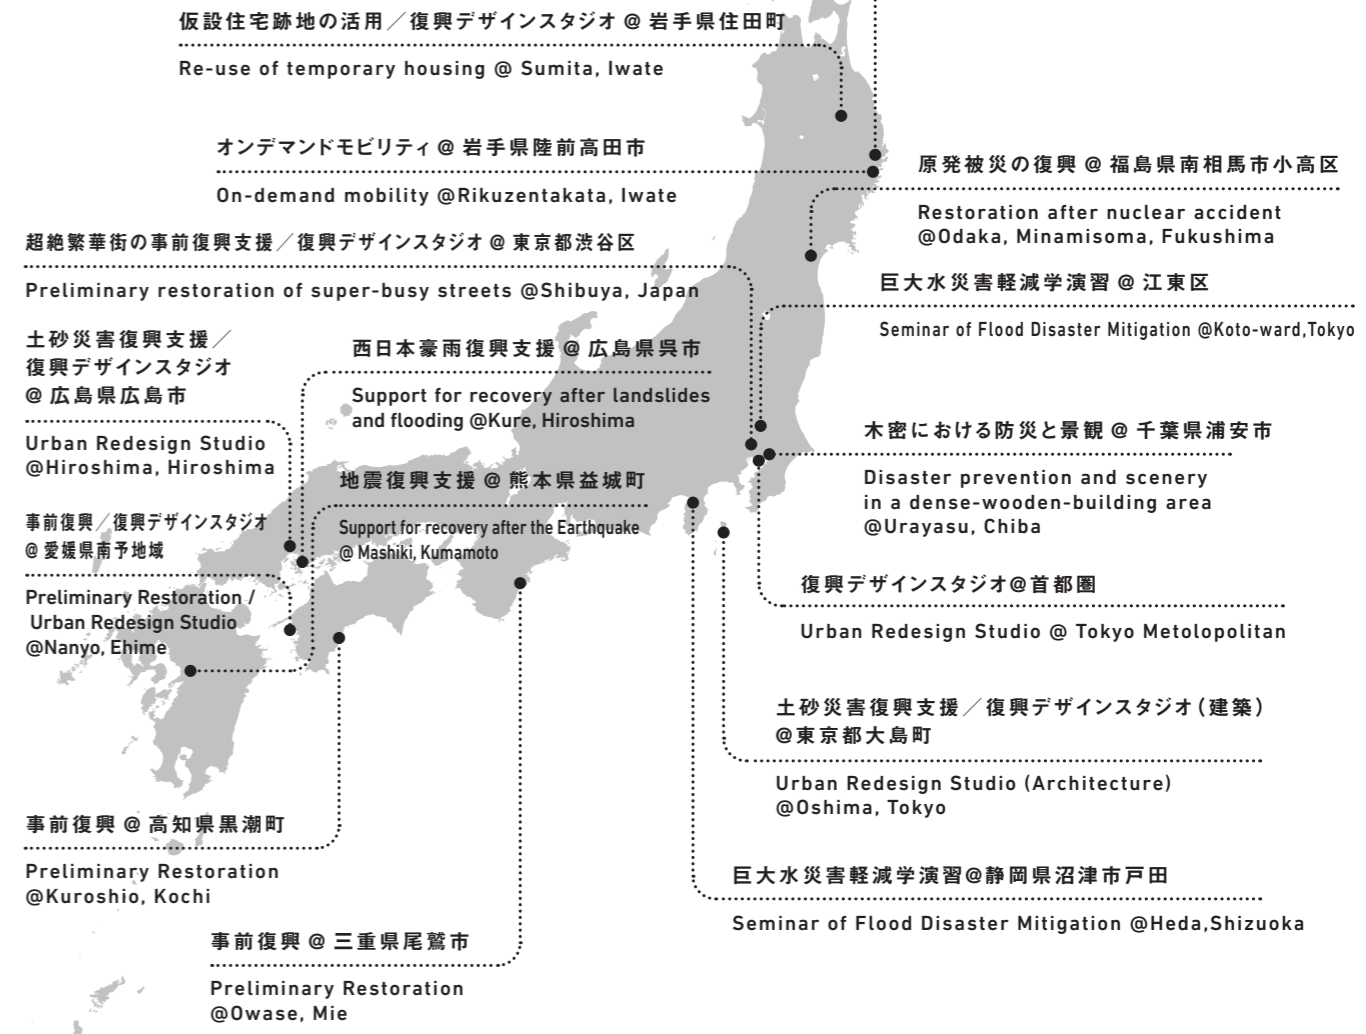 仮設住宅跡地の活用／復興デザインスタジオ @ 岩手県住田町
Re-use of temporary housing @ Sumita, Iwate
オンデマンドモビリティ @ 岩手県陸前高田市
On-demand mobility @Rikuzentakata, Iwate
原発被災の復興 @ 福島県南相馬市小高区
Restoration after nuclear accident
@Odaka, Minamisoma, Fukushima
超絶繁華街の事前復興支援／復興デザインスタジオ @ 東京都渋谷区
Preliminary restoration of super-busy streets @Shibuya, Japan
巨大水災害軽減学演習 @ 江東区
Seminar of Flood Disaster Mitigation @Koto-ward,Tokyo
土砂災害復興支援／
復興デザインスタジオ
@ 広島県広島市
Urban Redesign Studio
@Hiroshima, Hiroshima
西日本豪雨復興支援 @ 広島県呉市
Support for recovery after landslides
and flooding @Kure, Hiroshima
木密における防災と景観 @ 千葉県浦安市
Disaster prevention and scenery
in a dense-wooden-building area
@Urayasu, Chiba
地震復興支援 @ 熊本県益城町
Support for recovery after the Earthquake
@ Mashiki, Kumamoto
事前復興／復興デザインスタジオ
@ 愛媛県南予地域
Preliminary Restoration /
Urban Redesign Studio
@Nanyo, Ehime
復興デザインスタジオ@首都圏
Urban Redesign Studio @ Tokyo Metolopolitan
土砂災害復興支援／復興デザインスタジオ（建築）
@東京都大島町
Urban Redesign Studio (Architecture)
@Oshima, Tokyo
事前復興 @ 高知県黒潮町
Preliminary Restoration
@Kuroshio, Kochi
巨大水災害軽減学演習@静岡県沼津市戸田
Seminar of Flood Disaster Mitigation @Heda,Shizuoka
事前復興 @ 三重県尾鷲市
Preliminary Restoration
@Owase, Mie